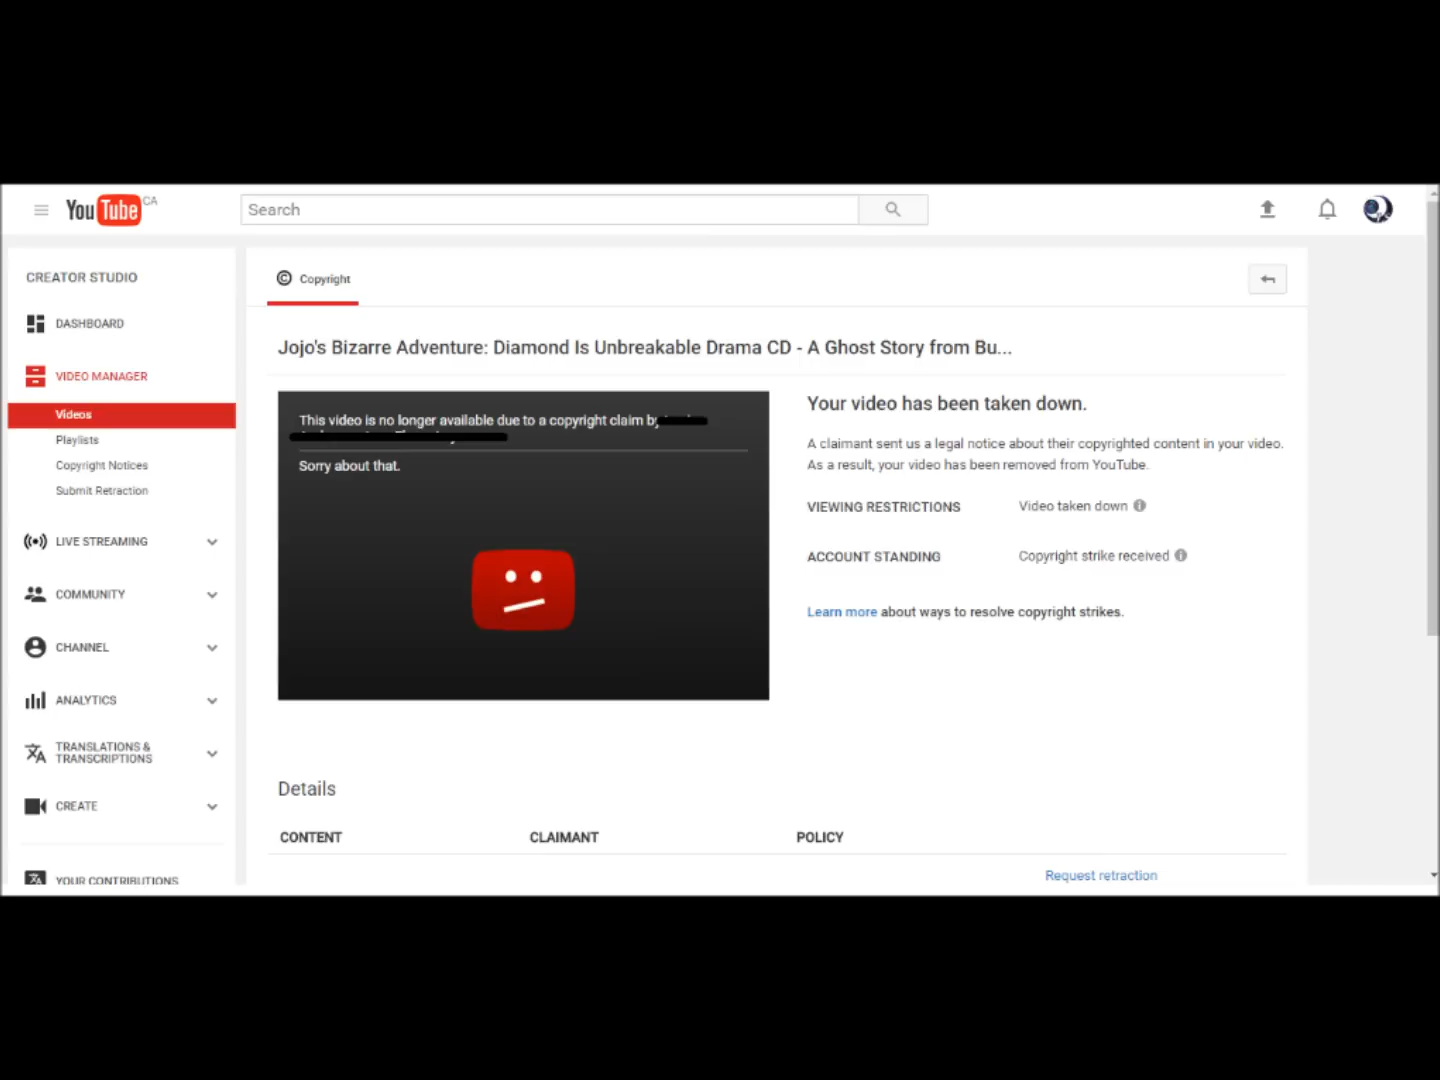 YouTube CA
Search
CREATOR STUDIO
DASHBOARD
VIDEO MANAGER
Videos
Playlists
Copyright Notices
Submit Retraction
LIVE STREAMING
COMMUNITY
CHANNEL
ANALYTICS
TRANSLATIONS &
TRANSCRIPTIONS
CREATE
YOUR CONTRIBUTIONS
Copyright
Jojo's Bizarre Adventure: Diamond Is Unbreakable Drama CD - A Ghost Story from Bu...
This video is no longer available due to a copyright claim by
Sorry about that.
Your video has been taken down.
A claimant sent us a legal notice about their copyrighted content in your video.
As a result, your video has been removed from YouTube.
VIEWING RESTRICTIONS Video taken down
ACCOUNT STANDING Copyright strike received
Learn more about ways to resolve copyright strikes.
Details
CONTENT CLAIMANT POLICY
Request retraction